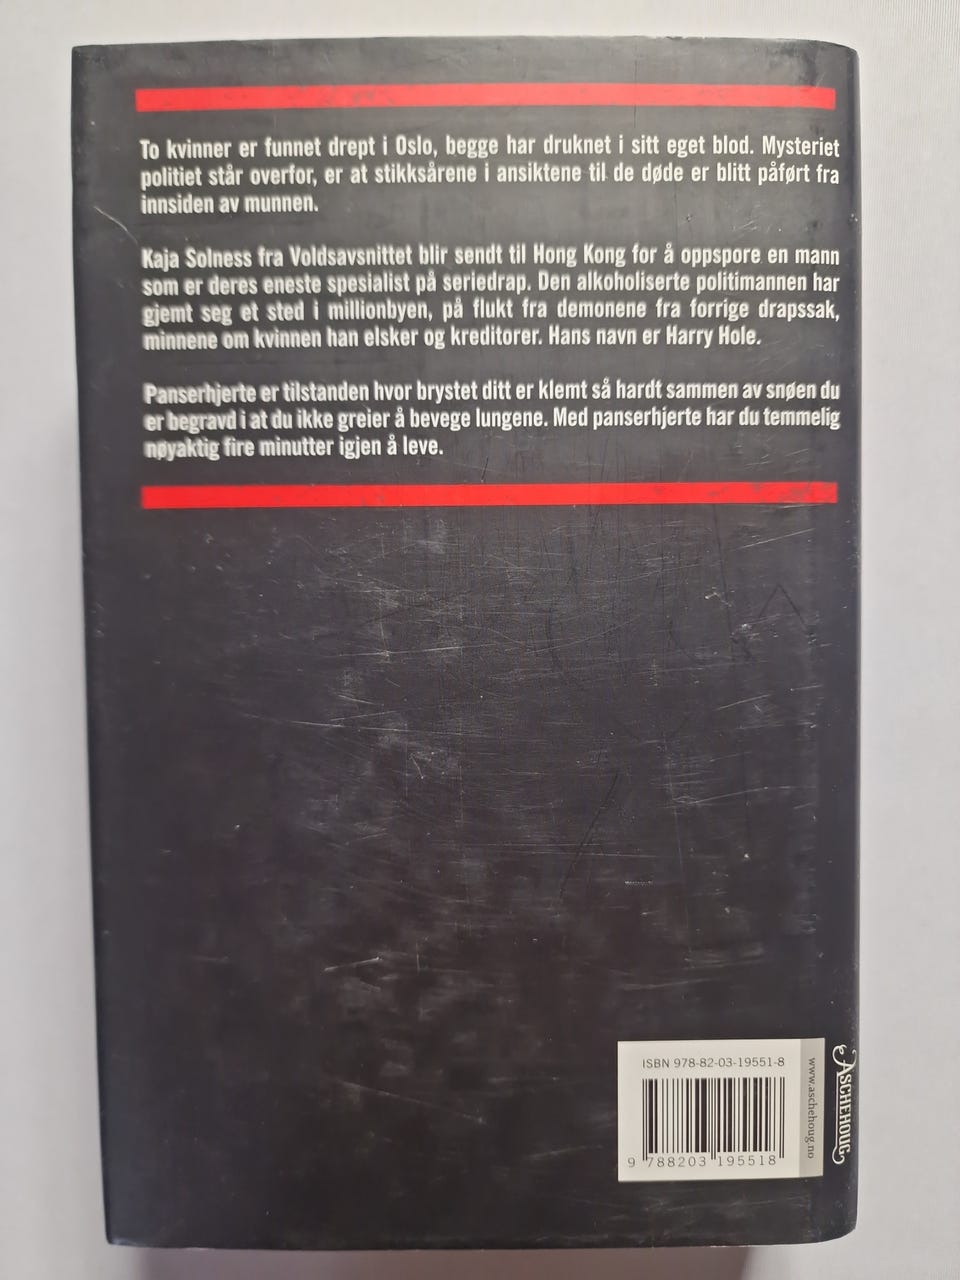 To kvinner er funnet drept i Oslo, begge har druknet i sitt eget blod. Mysteriet
politiet står overfor, er at stikksårene i ansiktene til de døde er blitt påført fra
innsiden av munnen.
Kaja Solness fra Voldsavsnittet blir sendt til Hong Kong for å oppspore en mann
som er deres eneste spesialist på seriedrap. Den alkoholiserte politimannen har
gjemt seg et sted i millionbyen, på flukt fra demonene fra forrige drapssak,
minnene om kvinnen han elsker og kreditorer. Hans navn er Harry Hole.
Panserhjerte er tilstanden hvor brystet ditt er klemt så hardt sammen av snøen du
er begravd i at du ikke greier å bevege lungene. Med panserhjerte har du temmelig
nøyaktig fire minutter igjen å leve.
ISBN 978-82-03-19551-8
9 788203 195518
www.aschehoug.no
ASCHEHOUG